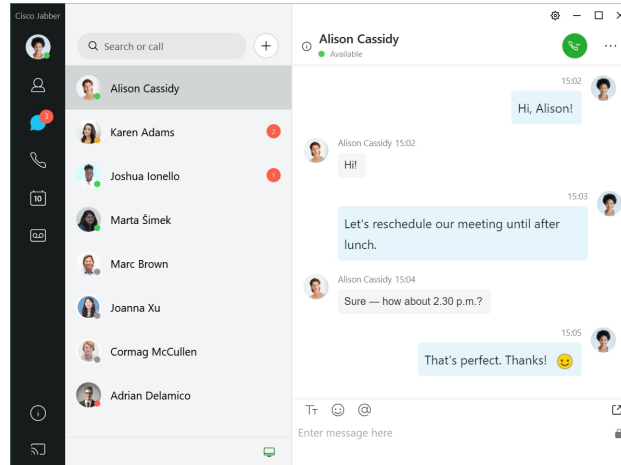 Cisco Jabber
3
10
Search or call
Alison Cassidy
Karen Adams
2
Joshua Ionello
1
Marta Šimek
Marc Brown
Joanna Xu
Cormag McCullen
Adrian Delamico
Alison Cassidy
Available
15:02
Hi, Alison!
Alison Cassidy 15:02
Hi!
15:03
Let's reschedule our meeting until after
lunch.
Alison Cassidy 15:04
Sure — how about 2.30 p.m.?
15:05
That's perfect. Thanks!
TT
@
Enter message here